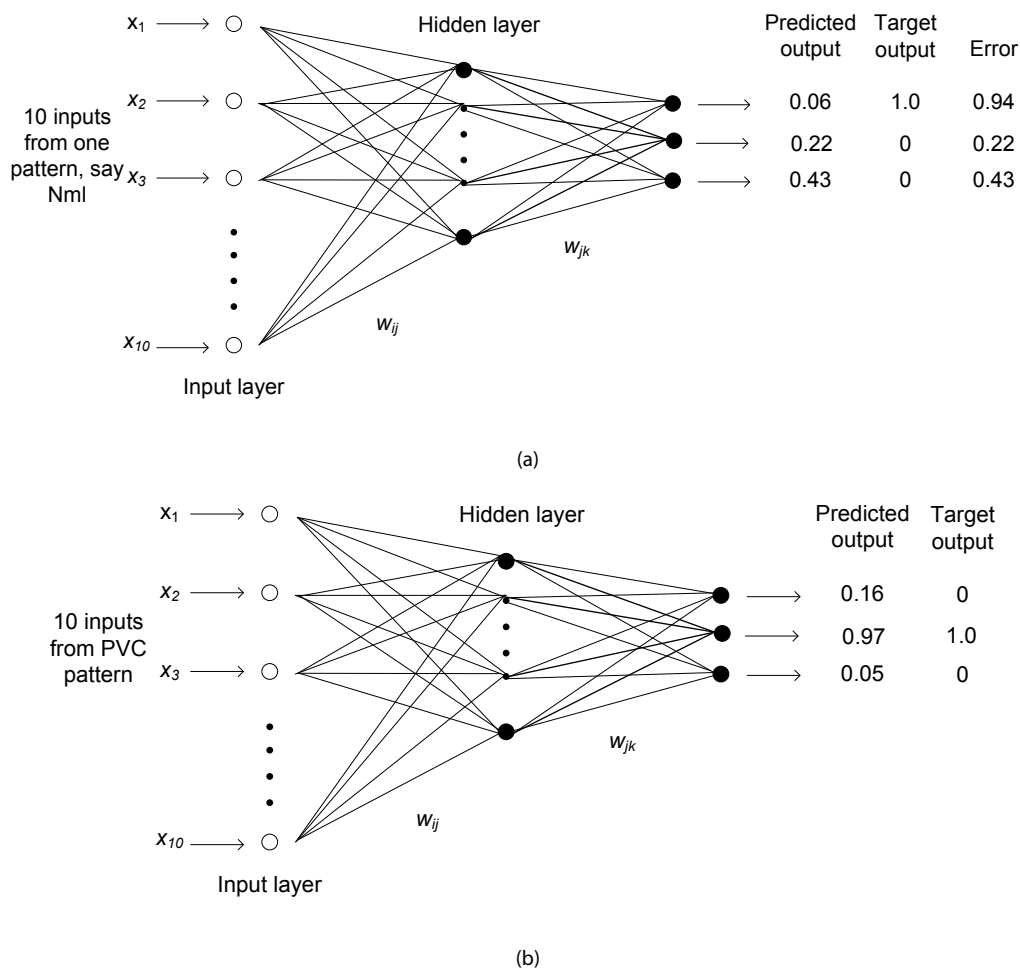 x1
Hidden layer
Predicted output
Target output
Error
x2
10 inputs
from one
pattern, say
Nml
0.06 1.0 0.94
0.22 0 0.22
x3
0.43 0 0.43
wjk
wij
x10
Input layer
(a)
x1
Hidden layer
Predicted output
Target output
x2
10 inputs
from PVC
pattern
0.16 0
0.97 1.0
x3
0.05 0
wjk
wij
x10
Input layer
(b)